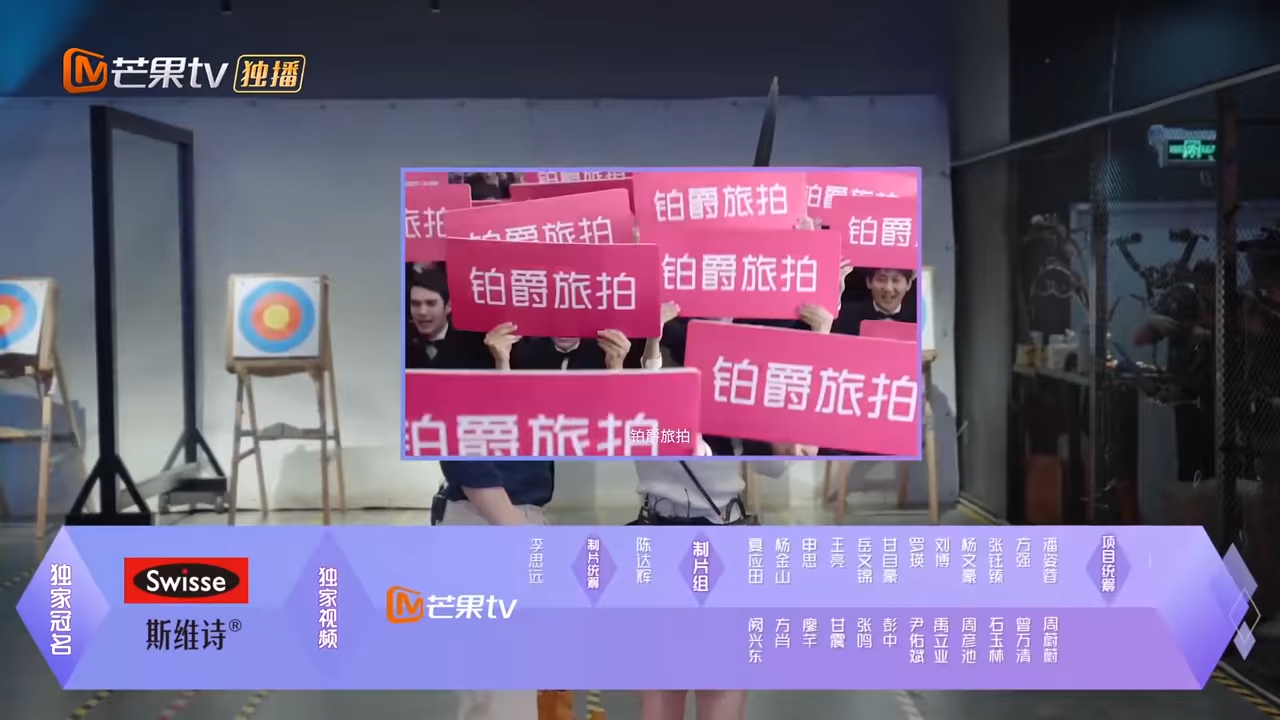 芒果tv 独播
铂爵旅拍
旅拍
铂爵旅拍
铂爵旅拍
铂爵
铂爵旅拍
铂爵旅拍
铂爵旅拍
铂爵旅拍
铂爵旅拍
独家冠名
Swisse
斯维诗®
独家视频
芒果tv
李思远
制片统筹
陈达辉
制片组
夏应田
杨金山
申思
王亮
岳文锦
甘自豪
罗瑛
刘博
杨文豪
张钰臻
方强
潘姿蓉
阙兴东
方肖
廖芊
甘震
张鸣
彭中
尹佑斌
禹立业
周彦池
石玉林
曾万清
周蔚蔚
项目统筹